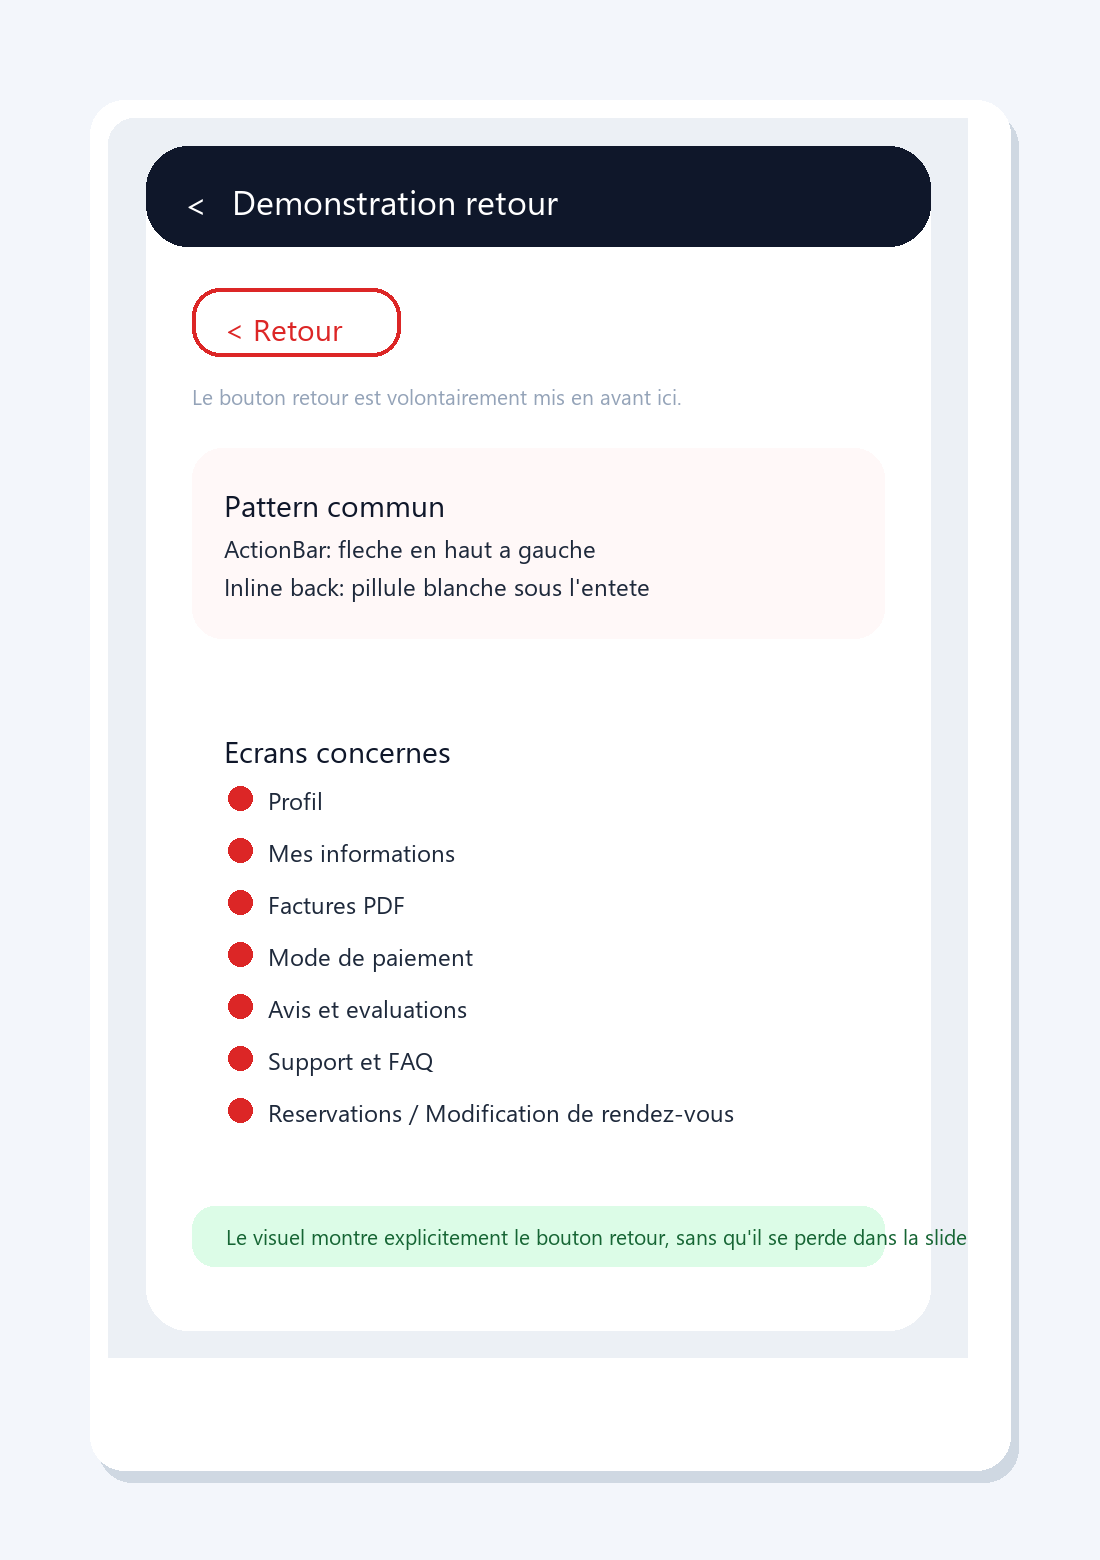 < Demonstration retour
< Retour
Le bouton retour est volontairement mis en avant ici.
Pattern commun
ActionBar: fleche en haut a gauche
Inline back: pillule blanche sous l'entete
Ecrans concernes
Profil
Mes informations
Factures PDF
Mode de paiement
Avis et evaluations
Support et FAQ
Reservations / Modification de rendez-vous
Le visuel montre explicitement le bouton retour, sans qu'il se perde dans la slide